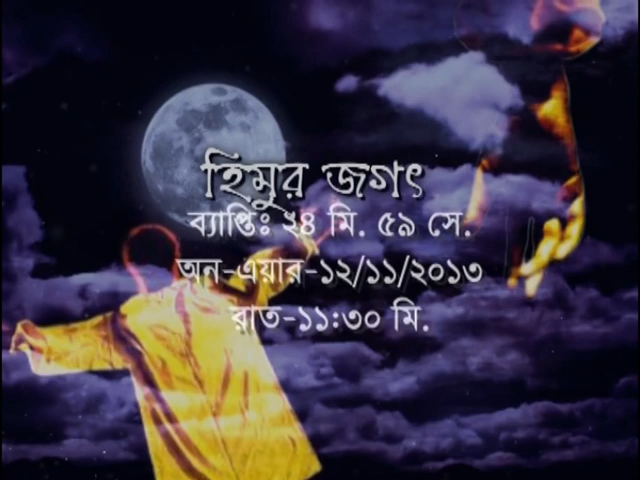 হিমুর জগৎ
ব্যাপ্তিঃ ২৪ মি. ৫৯ সে.
অন-এয়ার-১২/১১/২০১৩
রাত-১১:৩০ মি.